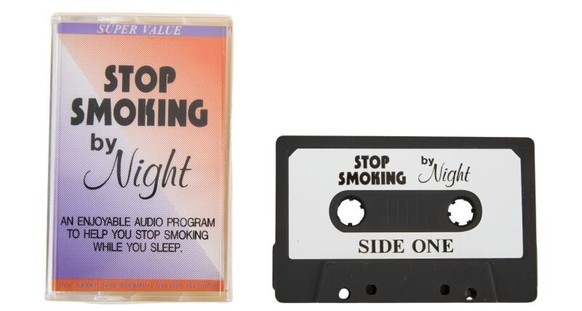 SUPER VALUE
STOP
SMOKING
by
Night
AN ENJOYABLE AUDIO PROGRAM
TO HELP YOU STOP SMOKING
WHILE YOU SLEEP.
STOP
SMOKING
by
Night
SIDE ONE